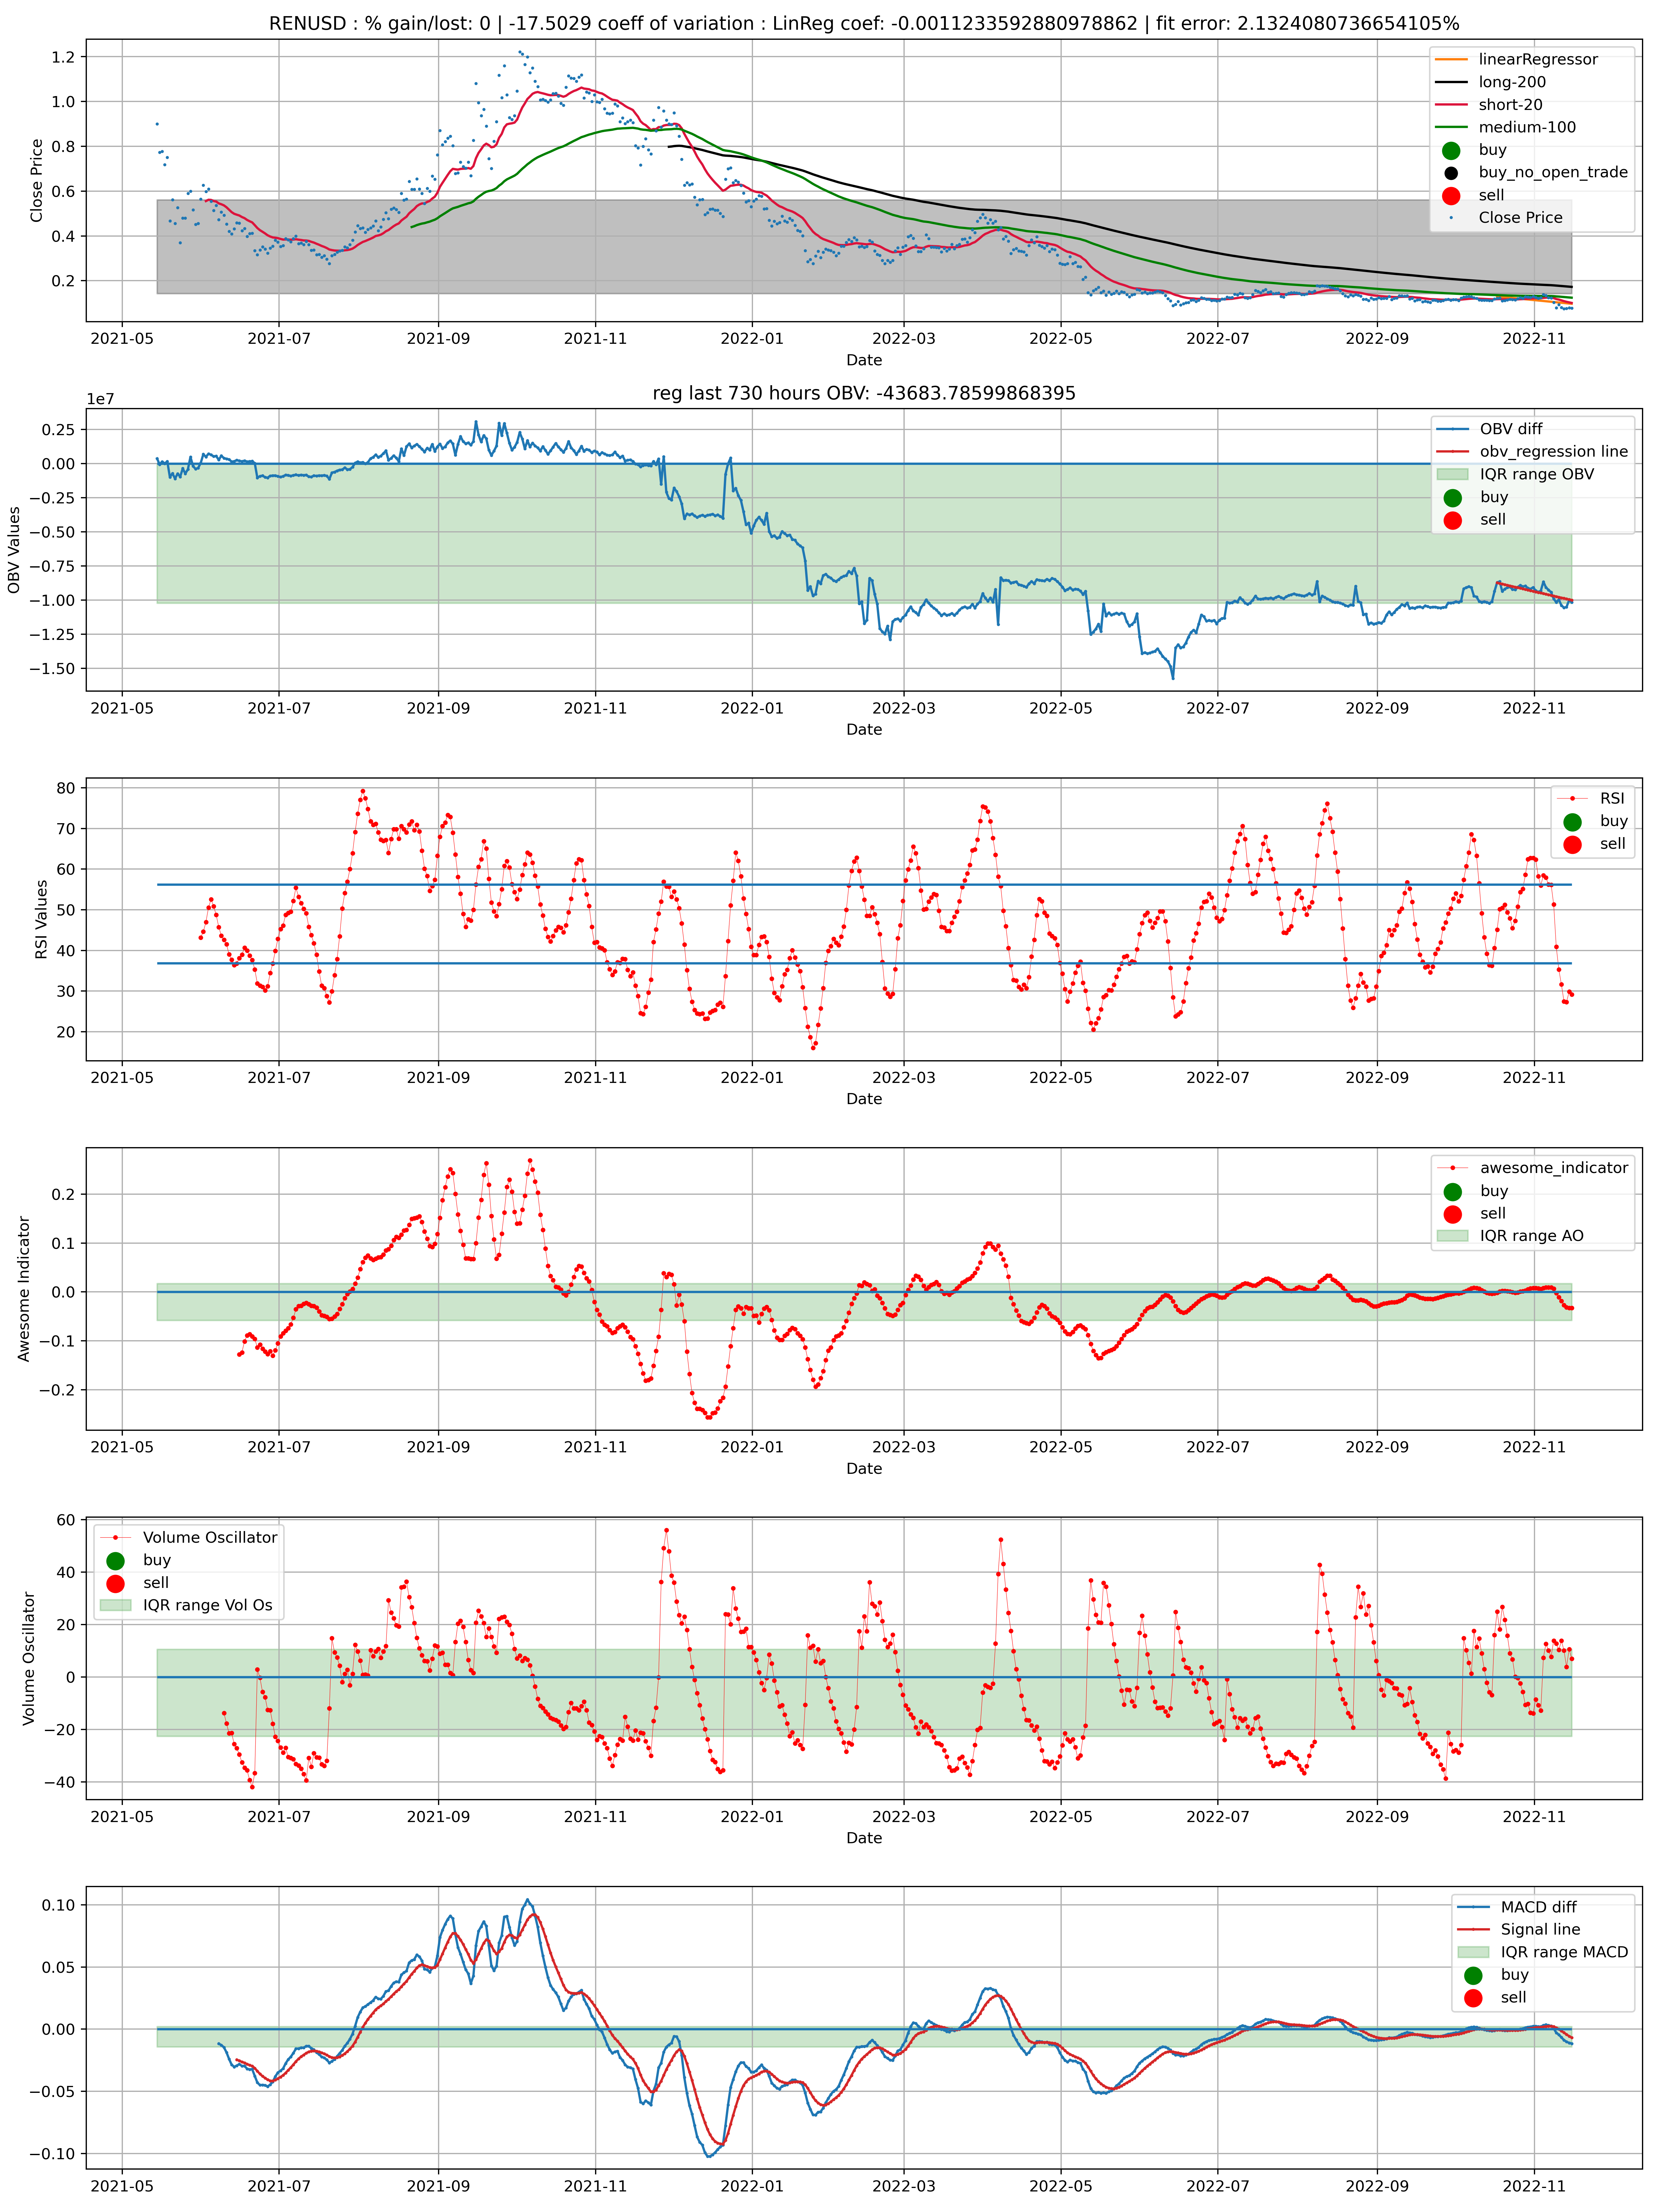 RENUSD : % gain/lost: 0 | -17.5029 coeff of variation : LinReg coef: -0.0011233592880978862 | fit error: 2.1324080736654105%
1.2
1.0
0.8
0.6
0.4
0.2
Close Price
linearRegressor
long-200
short-20
medium-100
buy
buy_no_open_trade
sell
Close Price
2021-05 2021-07 2021-09 2021-11 2022-01 2022-03 2022-05 2022-07 2022-09 2022-11
Date
reg last 730 hours OBV: -43683.78599868395
1e7
0.25
0.00
−0.25
−0.50
−0.75
−1.00
−1.25
−1.50
OBV Values
OBV diff
obv_regression line
IQR range OBV
buy
sell
2021-05 2021-07 2021-09 2021-11 2022-01 2022-03 2022-05 2022-07 2022-09 2022-11
Date
80
70
60
50
40
30
20
RSI Values
RSI
buy
sell
2021-05 2021-07 2021-09 2021-11 2022-01 2022-03 2022-05 2022-07 2022-09 2022-11
Date
0.2
0.1
0.0
−0.1
−0.2
Awesome Indicator
awesome_indicator
buy
sell
IQR range AO
2021-05 2021-07 2021-09 2021-11 2022-01 2022-03 2022-05 2022-07 2022-09 2022-11
Date
60
40
20
0
−20
−40
Volume Oscillator
Volume Oscillator
buy
sell
IQR range Vol Os
2021-05 2021-07 2021-09 2021-11 2022-01 2022-03 2022-05 2022-07 2022-09 2022-11
Date
0.10
0.05
0.00
−0.05
−0.10
MACD diff
Signal line
IQR range MACD
buy
sell
2021-05 2021-07 2021-09 2021-11 2022-01 2022-03 2022-05 2022-07 2022-09 2022-11